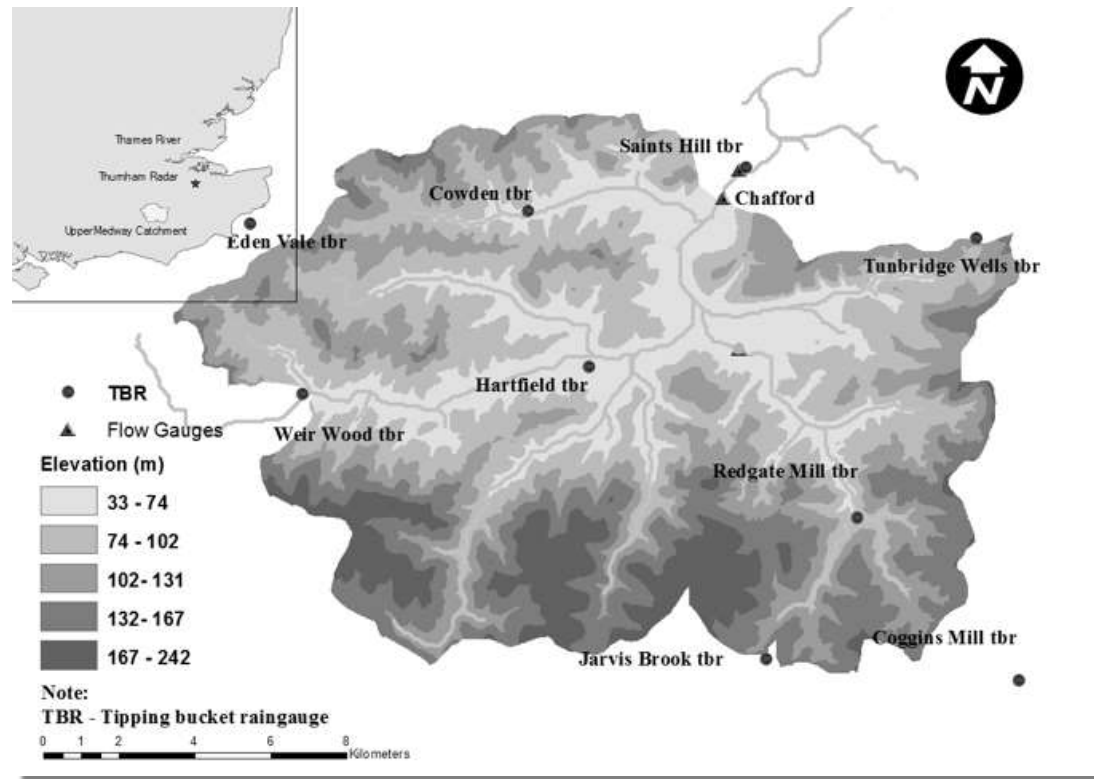 Thames River
Thurnham Radar
Upper Medway Catchment
N
Saints Hill tbr
Cowden tbr
Chafford
Eden Vale tbr
Tunbridge Wells tbr
Hartfield tbr
TBR
Flow Gauges
Weir Wood tbr
Redgate Mill tbr
Elevation (m)
33 - 74
74 - 102
102 - 131
132 - 167
167 - 242
Coggins Mill tbr
Jarvis Brook tbr
Note:
TBR - Tipping bucket raingauge
0 1 2 4 6 8
Kilometers